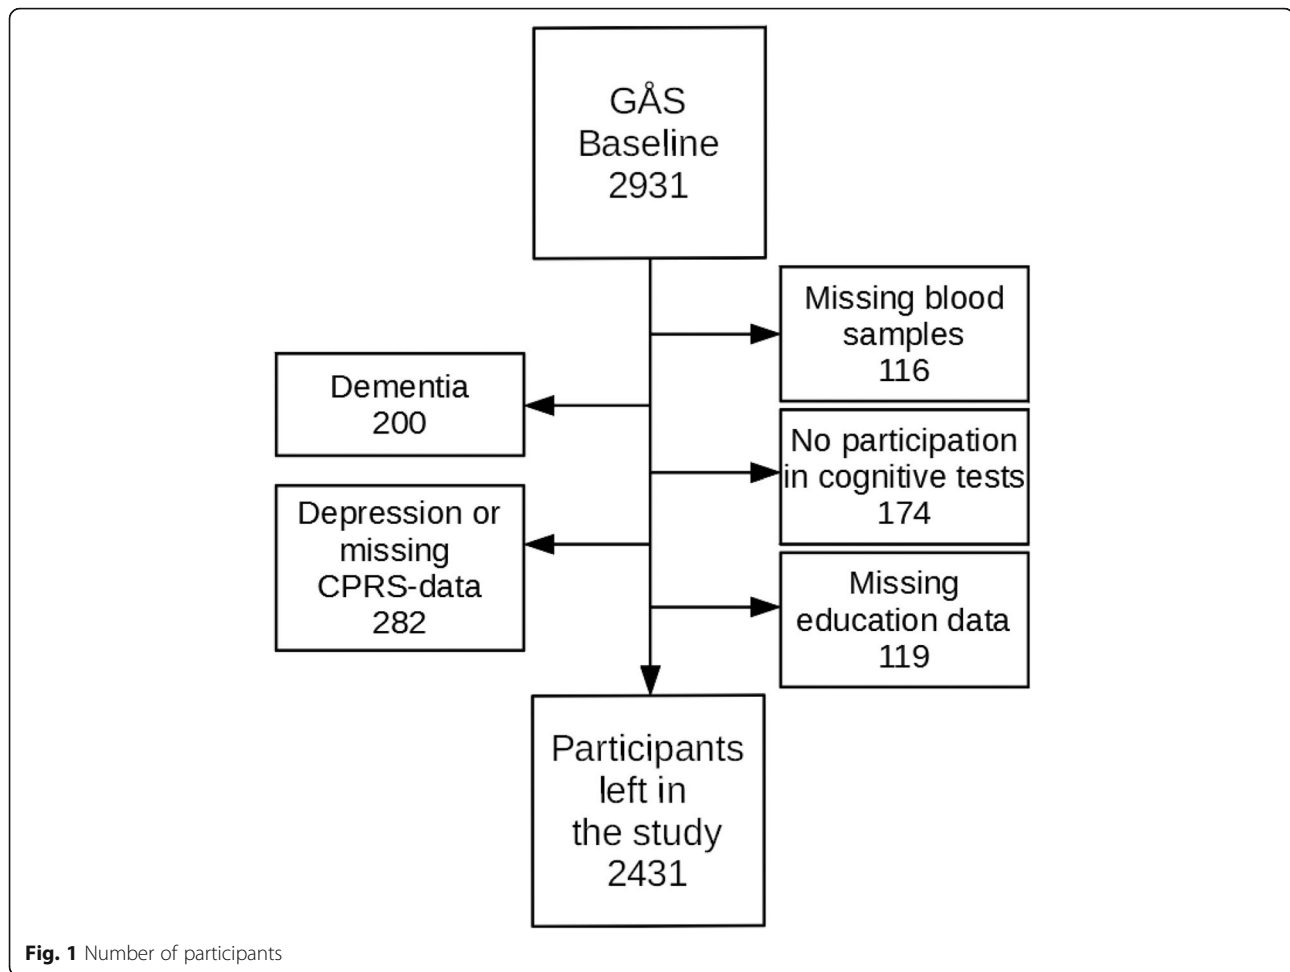 GÅS
Baseline
2931
Missing blood
samples
116
Dementia
200
No participation
in cognitive tests
174
Depression or
missing
CPRS-data
282
Missing
education data
119
Participants
left in
the study
2431
Fig. 1 Number of participants